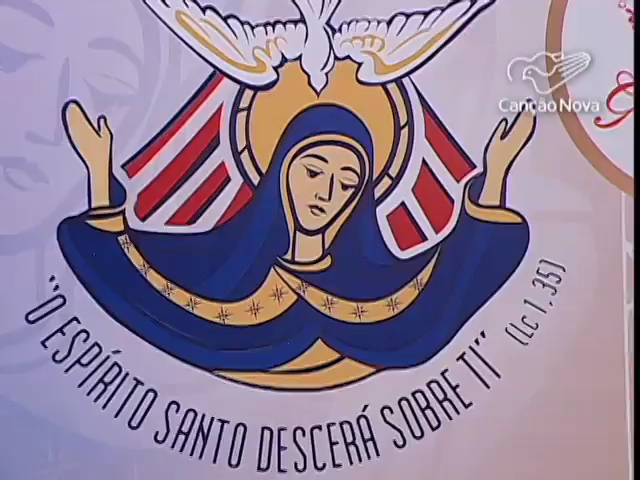 Canção Nova
"O ESPÍRITO SANTO DESCERÁ SOBRE TI" (Lc 1, 35)